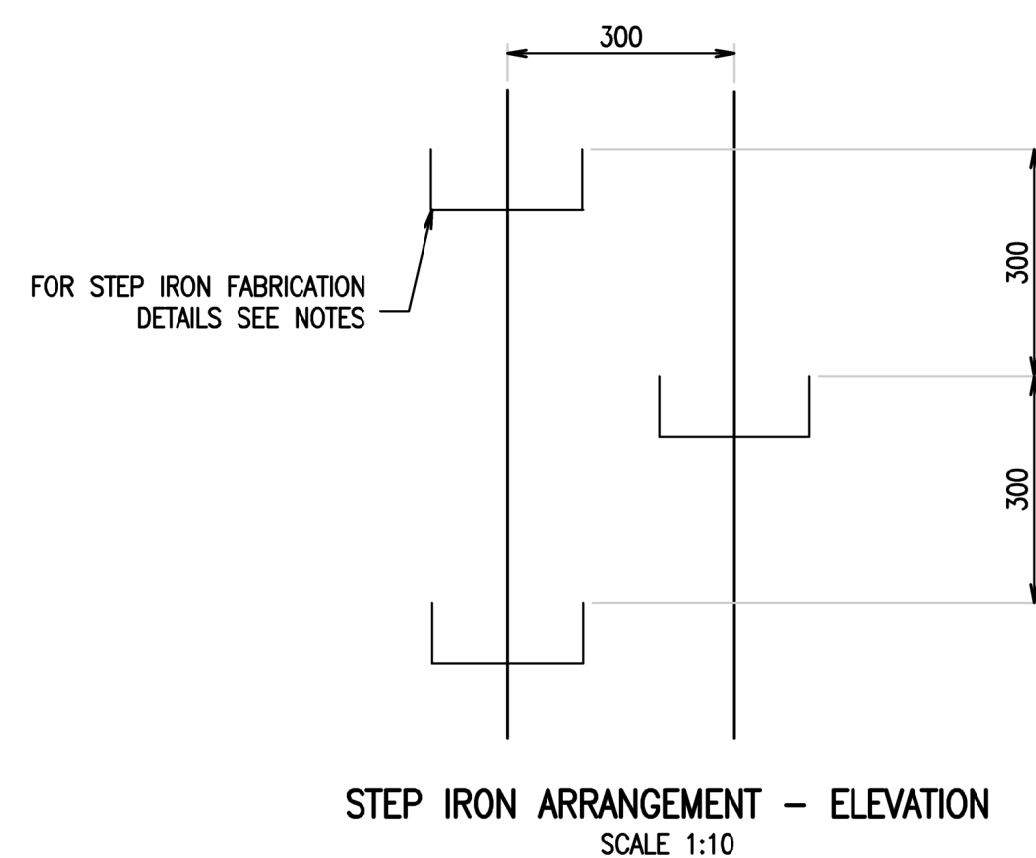 300
FOR STEP IRON FABRICATION
DETAILS SEE NOTES
300
300
STEP IRON ARRANGEMENT – ELEVATION
SCALE 1:10